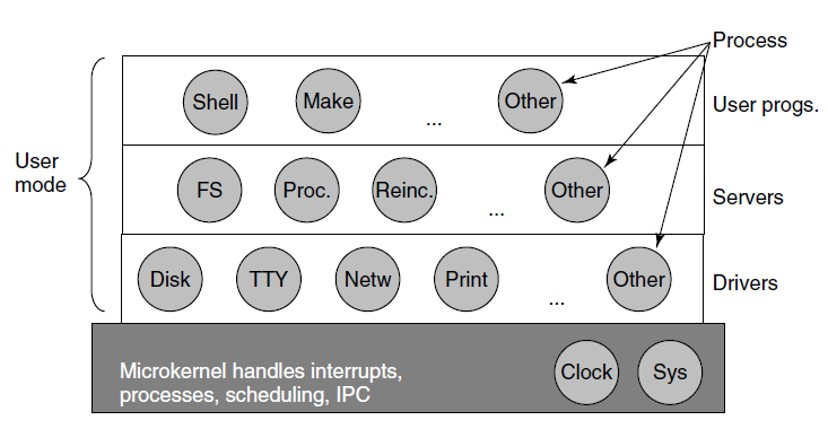 Process
Shell
Make
...
Other
User progs.
User
mode
FS
Proc.
Reinc.
...
Other
Servers
Disk
TTY
Netw
Print
...
Other
Drivers
Microkernel handles interrupts,
processes, scheduling, IPC
Clock
Sys